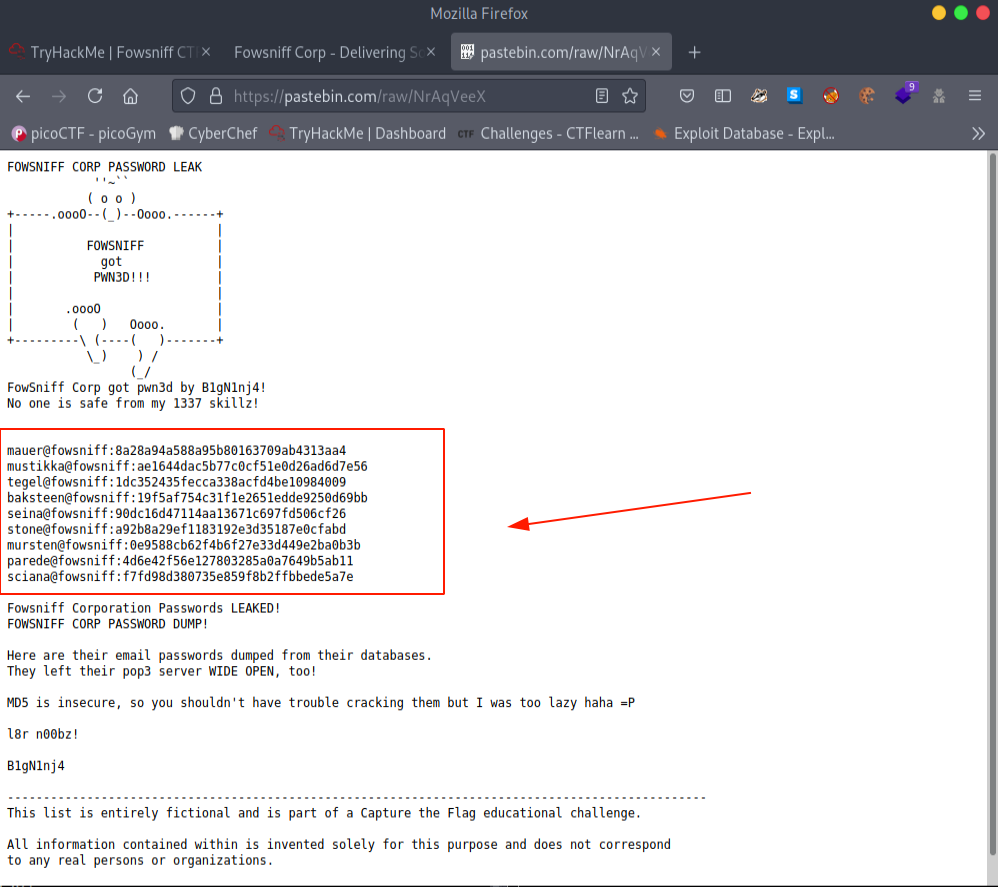 Mozilla Firefox
TryHackMe | Fowsniff CT
Fowsniff Corp - Delivering So
pastebin.com/raw/NrAqV
https://pastebin.com/raw/NrAqVeeX
9
picoCTF - picoGym
CyberChef
TryHackMe | Dashboard
CTF Challenges - CTFlearn ...
Exploit Database - Expl...
FOWSNIFF CORP PASSWORD LEAK
            ''~``
           ( o o )
+-----.oooO--(_)--Oooo.------+
|                            |
|          FOWSNIFF          |
|            got             |
|           PWN3D!!!         |
|                            |
|       .oooO                |
|        (   )   Oooo.       |
+---------\ (----(   )-------+
           \_)    ) /
                 (_/
FowSniff Corp got pwn3d by B1gN1nj4!
No one is safe from my 1337 skillz!
mauer@fowsniff:8a28a94a588a95b80163709ab4313aa4
mustikka@fowsniff:ae1644dac5b77c0cf51e0d26ad6d7e56
tegel@fowsniff:1dc352435fecca338acfd4be10984009
baksteen@fowsniff:19f5af754c31f1e2651edde9250d69bb
seina@fowsniff:90dc16d47114aa13671c697fd506cf26
stone@fowsniff:a92b8a29ef1183192e3d35187e0cfabd
mursten@fowsniff:0e9588cb62f4b6f27e33d449e2ba0b3b
parede@fowsniff:4d6e42f56e127803285a0a7649b5ab11
sciana@fowsniff:f7fd98d380735e859f8b2ffbbede5a7e
Fowsniff Corporation Passwords LEAKED!
FOWSNIFF CORP PASSWORD DUMP!
Here are their email passwords dumped from their databases.
They left their pop3 server WIDE OPEN, too!
MD5 is insecure, so you shouldn't have trouble cracking them but I was too lazy haha =P
l8r n00bz!
B1gN1nj4
-------------------------------------------------------------------------------------------------
This list is entirely fictional and is part of a Capture the Flag educational challenge.
All information contained within is invented solely for this purpose and does not correspond
to any real persons or organizations.